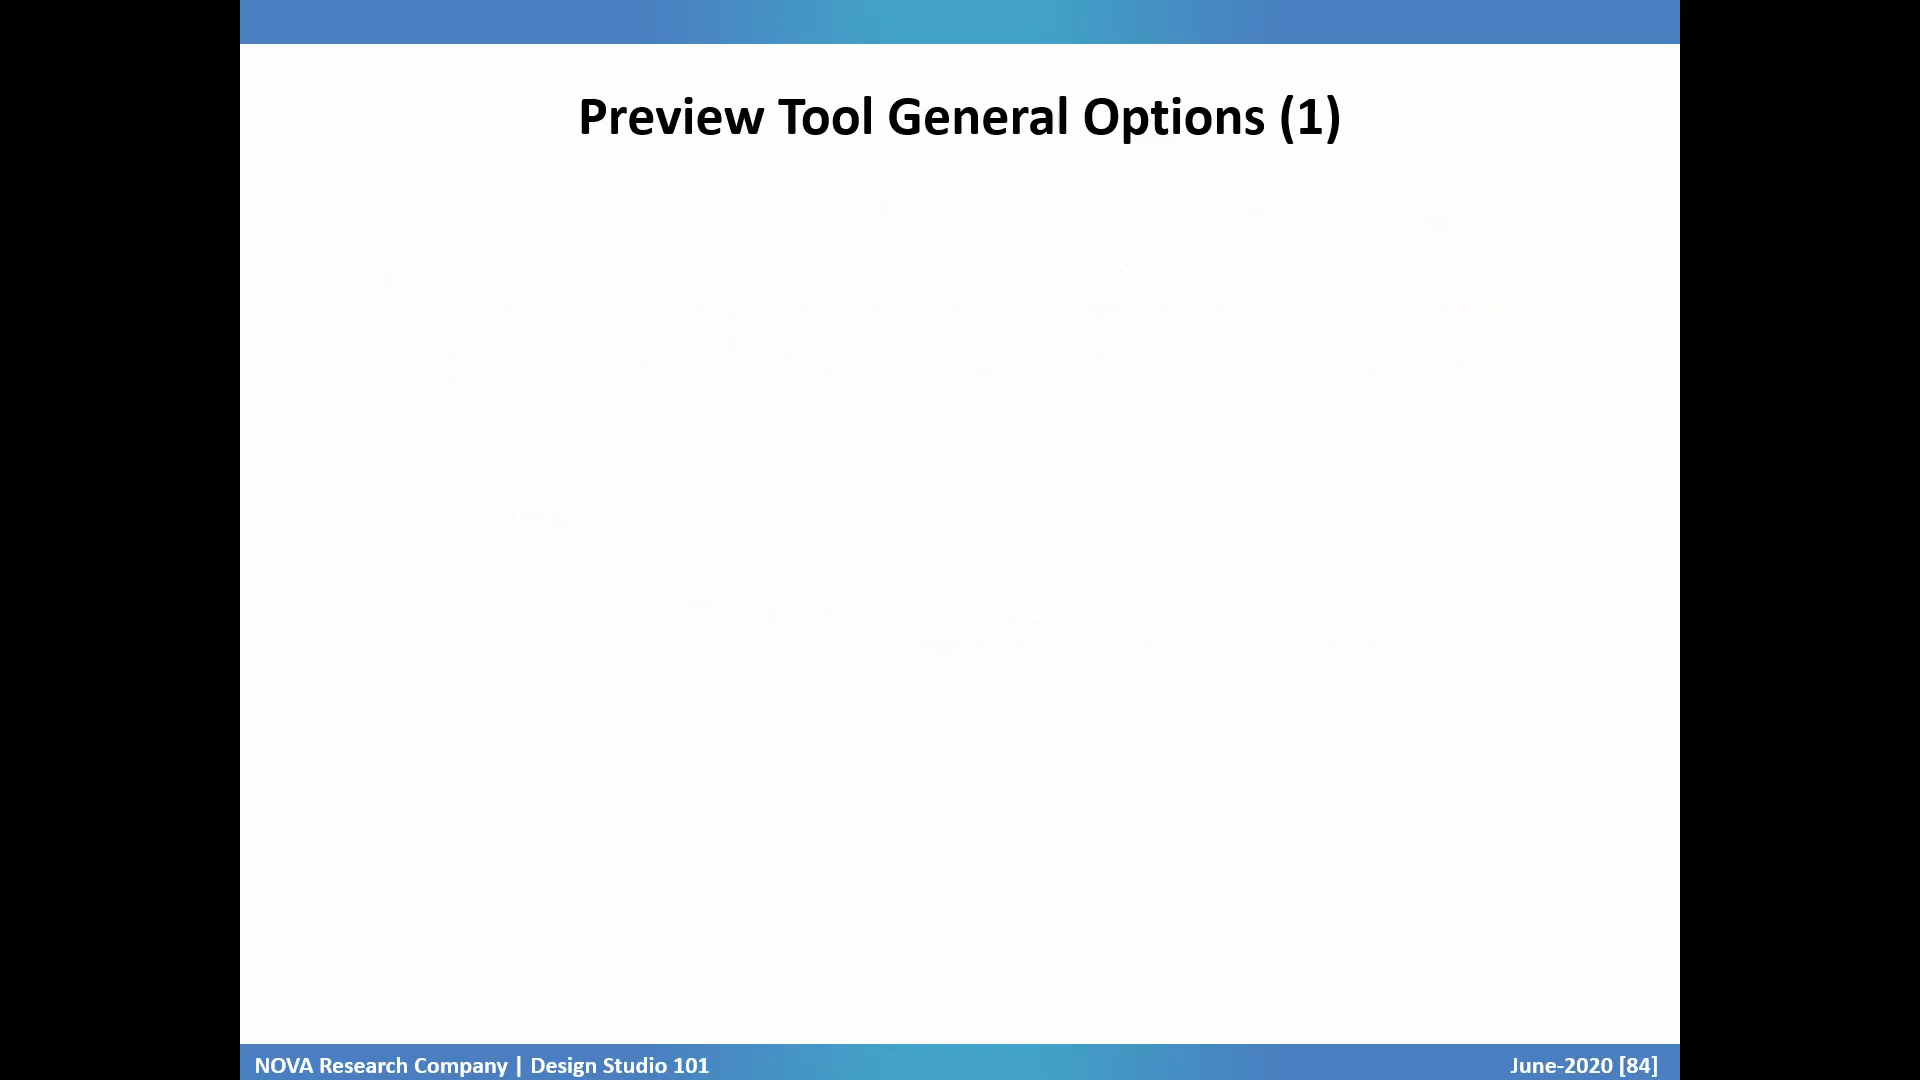 Preview Tool General Options (1)
NOVA Research Company | Design Studio 101
June-2020 [84]